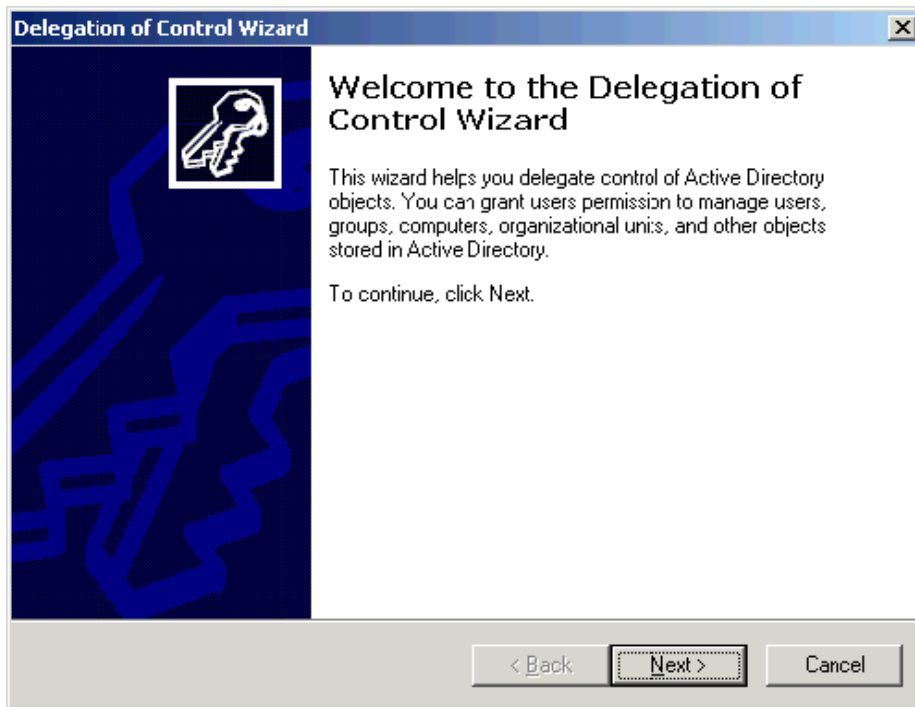 Delegation of Control Wizard
Welcome to the Delegation of
Control Wizard
This wizard helps you delegate control of Active Directory
objects. You can grant users permission to manage users,
groups, computers, organizational units, and other objects
stored in Active Directory.
To continue, click Next.
< Back
Next >
Cancel